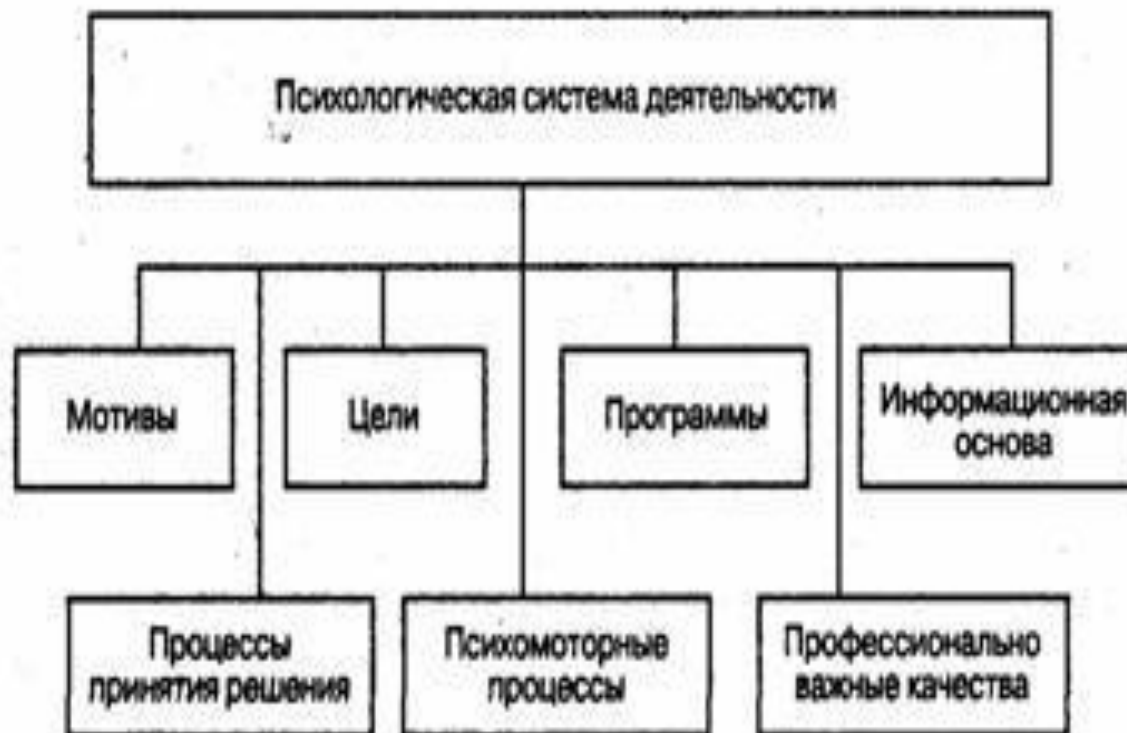 Психологическая система деятельности
Мотивы
Цели
Программы
Информационная
основа
Процессы
принятия решения
Психомоторные
процессы
Профессионально
важные качества